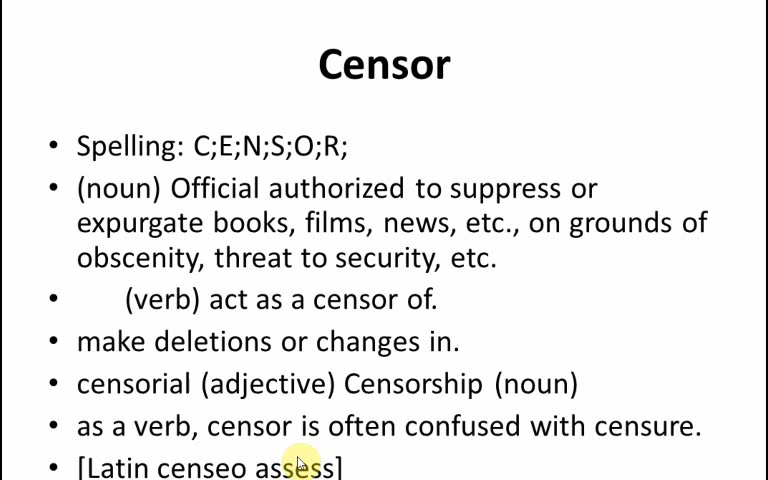 Censor
• Spelling: C;E;N;S;O;R;
• (noun) Official authorized to suppress or
expurgate books, films, news, etc., on grounds of
obscenity, threat to security, etc.
• (verb) act as a censor of.
• make deletions or changes in.
• censorial (adjective) Censorship (noun)
• as a verb, censor is often confused with censure.
• [Latin censeo assess]